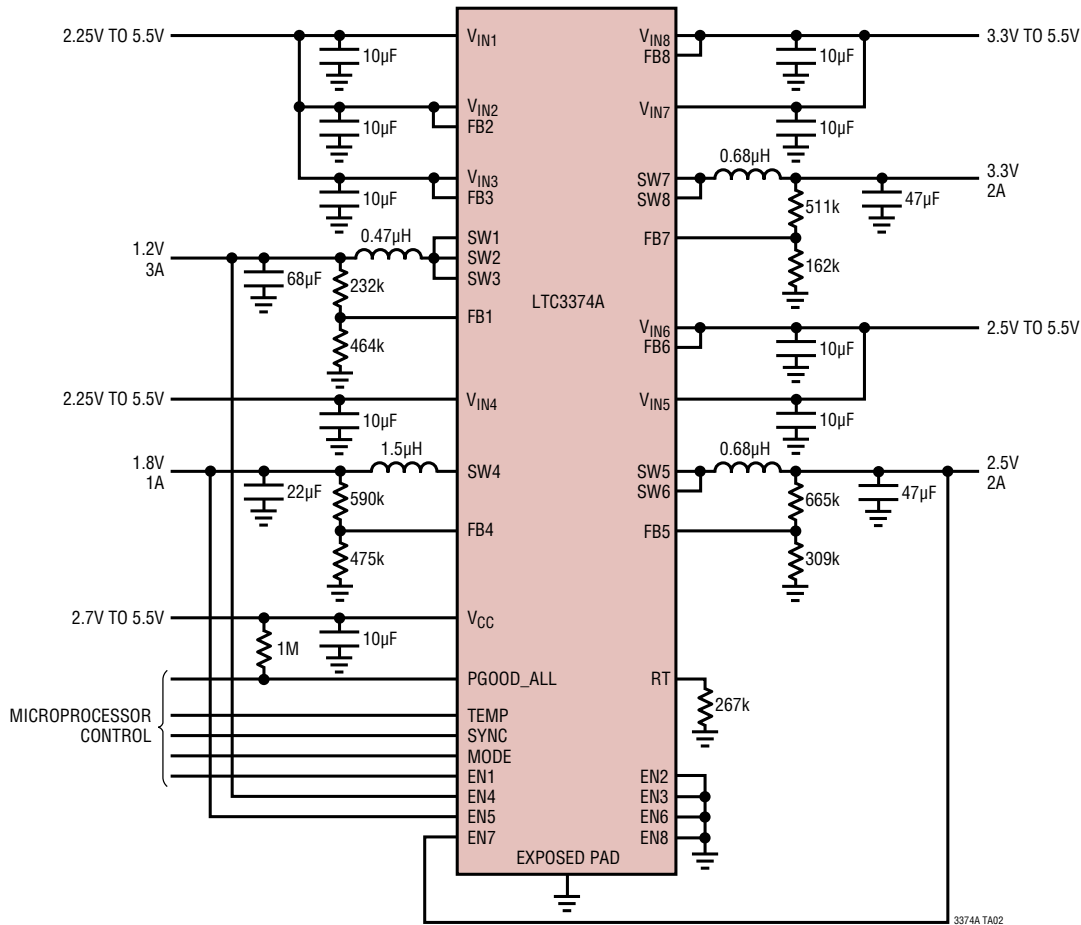 2.25V TO 5.5V
10µF
10µF
10µF
1.2V
3A
68µF
0.47µH
232k
464k
2.25V TO 5.5V
10µF
1.8V
1A
22µF
1.5µH
590k
475k
2.7V TO 5.5V
1M
10µF
MICROPROCESSOR
CONTROL
VIN1
VIN2
FB2
VIN3
FB3
SW1
SW2
SW3
FB1
VIN4
SW4
FB4
VCC
PGOOD_ALL
TEMP
SYNC
MODE
EN1
EN4
EN5
EN7
LTC3374A
EXPOSED PAD
VIN8
FB8
VIN7
SW7
SW8
FB7
VIN6
FB6
VIN5
SW5
SW6
FB5
RT
EN2
EN3
EN6
EN8
3.3V TO 5.5V
10µF
10µF
0.68µH
3.3V
2A
47µF
511k
162k
2.5V TO 5.5V
10µF
10µF
0.68µH
2.5V
2A
47µF
665k
309k
267k
3374A TA02